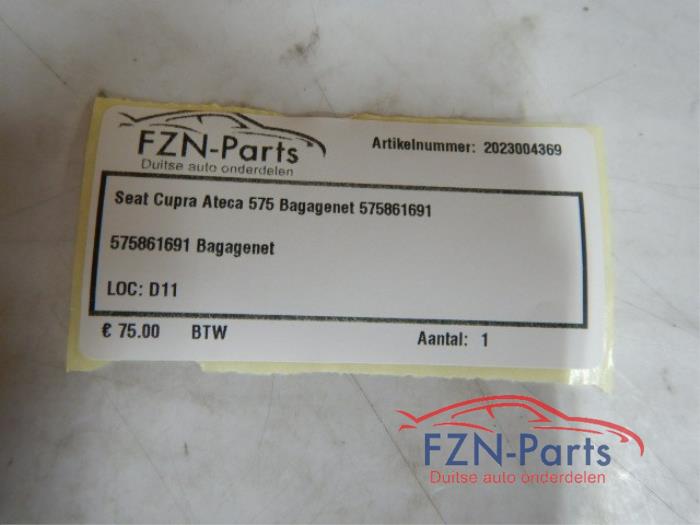 FZN-Parts
Duitse auto onderdelen
Artikelnummer: 2023004369
Seat Cupra Ateca 575 Bagagenet 575861691
575861691 Bagagenet
LOC: D11
€ 75.00 BTW Aantal: 1
FZN-Parts
Duitse auto onderdelen